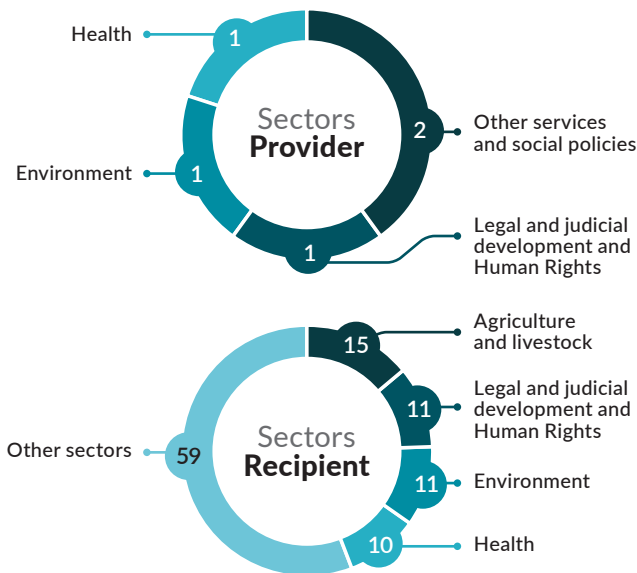 Health
1
Sectors
Provider
2
Other services
and social policies
Environment
1
1
Legal and judicial
development and
Human Rights
15
Agriculture
and livestock
11
Legal and judicial
development and
Human Rights
Other sectors
59
Sectors
Recipient
11
Environment
10
Health